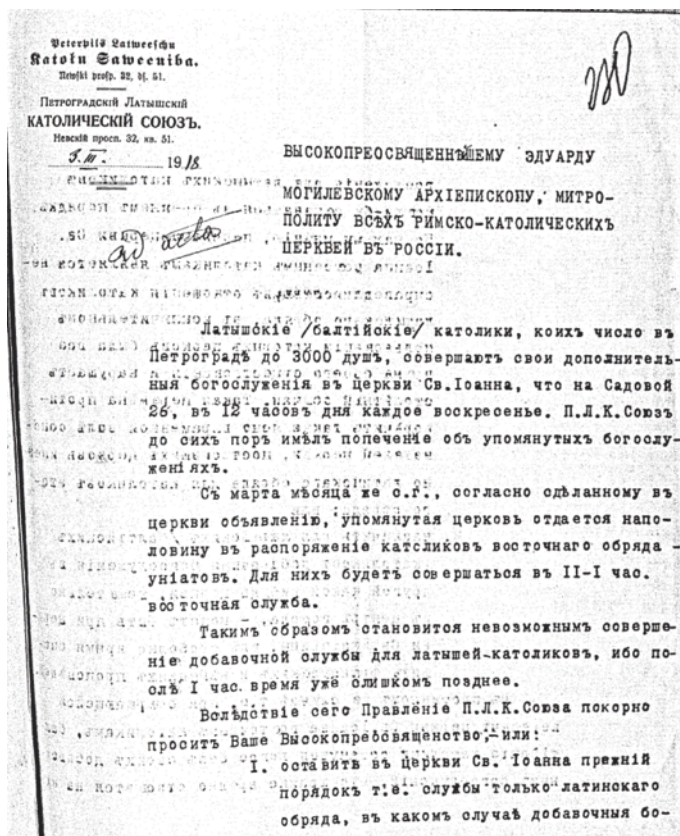 Peterpils Latweeschu
Katolu Saweeniba.
Newski prosp. 32, ds. 51.
ПЕТРОГРАДСКІЙ ЛАТЫШСКІЙ
КАТОЛИЧЕСКІЙ СОЮЗЪ.
Невскій просп. 32, кв. 51.
5. III. 1918
ad acta
ВЫСОКОПРЕОСВЯЩЕННѢЙШЕМУ ЭДУАРДУ
МОГИЛЕВСКОМУ АРХІЕПИСКОПУ, МИТРО-
ПОЛИТУ ВСѢХЪ РИМСКО-КАТОЛИЧЕСКИХЪ
ЦЕРКВЕЙ ВЪ РОССІИ.
Латышскіе /балтійскіе/ католики, коихъ число въ
Петроградѣ до 3000 душъ, совершаютъ свои дополнитель-
ныя богослуженія въ церкви Св.Іоанна, что на Садовой
26, въ 12 часовъ дня каждое воскресенье. П.Л.К.Союзъ
до сихъ поръ имѣлъ попеченіе объ упомянутыхъ богослу-
женіяхъ.
Съ марта мѣсяца же с.г., согласно сдѣланному въ
церкви объявленію, упомянутая церковь отдается напо-
ловину въ распоряженіе католиковъ восточнаго обряда -
уніатовъ. Для нихъ будетъ совершаться въ II-I час.
восточная служба.
Такимъ образомъ становится невозможнымъ соверше-
ніе добавочной службы для латышей-католиковъ, ибо по-
слѣ I час. время уже слишкомъ позднее.
Вслѣдствіе сего Правленіе П.Л.К.Союза покорно
проситъ Ваше Высокопреосвященство,-или:
I. оставить въ церкви Св. Іоанна прежній
порядокъ т.е. службы только латинскаго
обряда, въ какомъ случаѣ добавочныя бо-